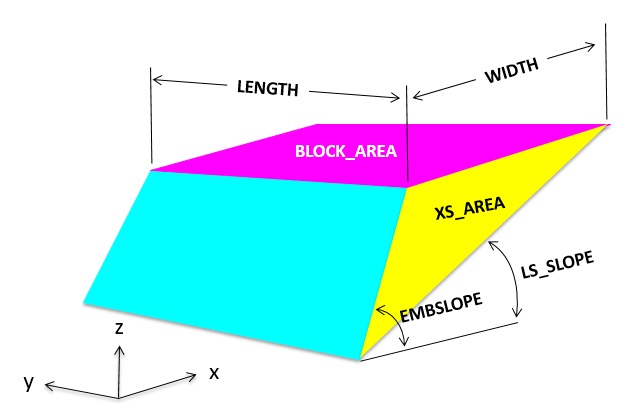 LENGTH
WIDTH
BLOCK_AREA
XS_AREA
LS_SLOPE
EMBSLOPE
z
x
y